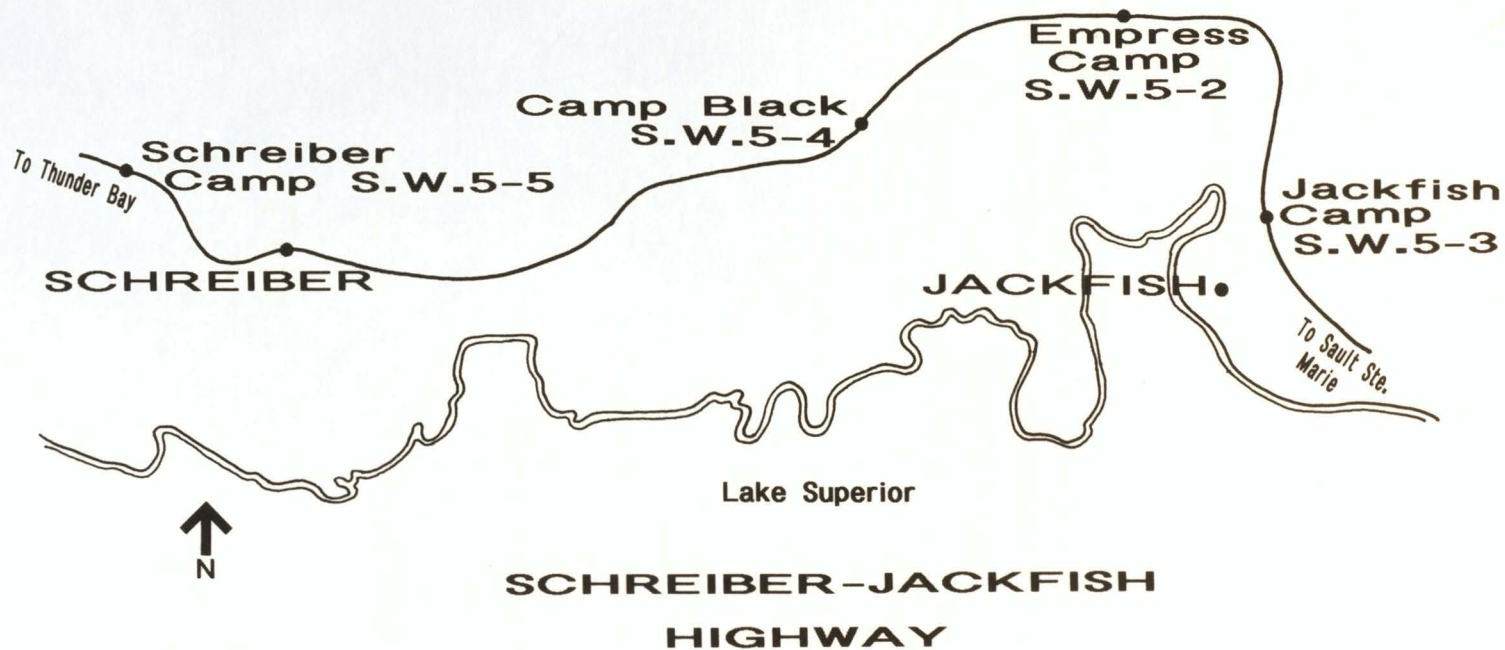 Empress
Camp
S.W.5-2
Camp Black
S.W.5-4
Schreiber
Camp S.W.5-5
To Thunder Bay
Jackfish
Camp
S.W.5-3
SCHREIBER
JACKFISH
To Sault Ste.
Marie
Lake Superior
N
SCHREIBER-JACKFISH
HIGHWAY